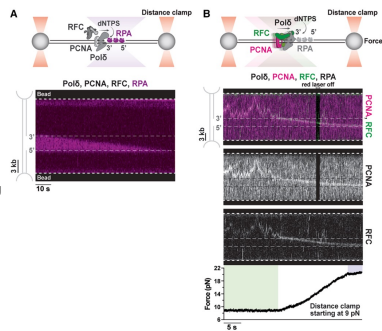 A
Distance clamp
RFC
dNTPS
3'
5'
RPA
PCNA
Polδ
Polδ, PCNA, RFC, RPA
Bead
3'
5'
3 kb
Bead
10 s
B
Distance clamp
Polδ
dNTPS
RFC
3'
5'
Force
PCNA
RPA
Polδ, PCNA, RFC, RPA
red laser off
3'
5'
3 kb
PCNA, RFC
PCNA
RFC
Force (pN)
22
20
18
16
14
12
10
8
6
Distance clamp
starting at 9 pN
5 s